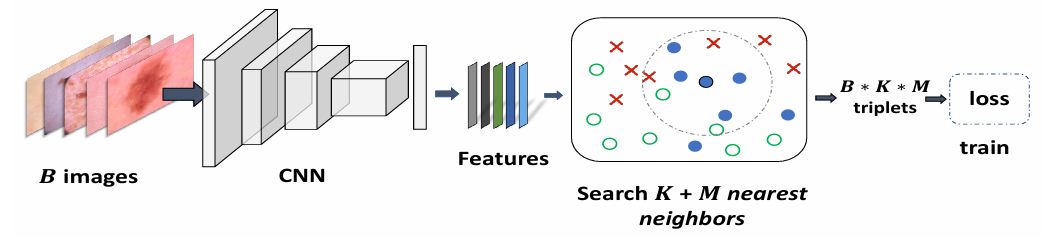 B images
CNN
Features
Search K + M nearest
neighbors
B * K * M
triplets
loss
train